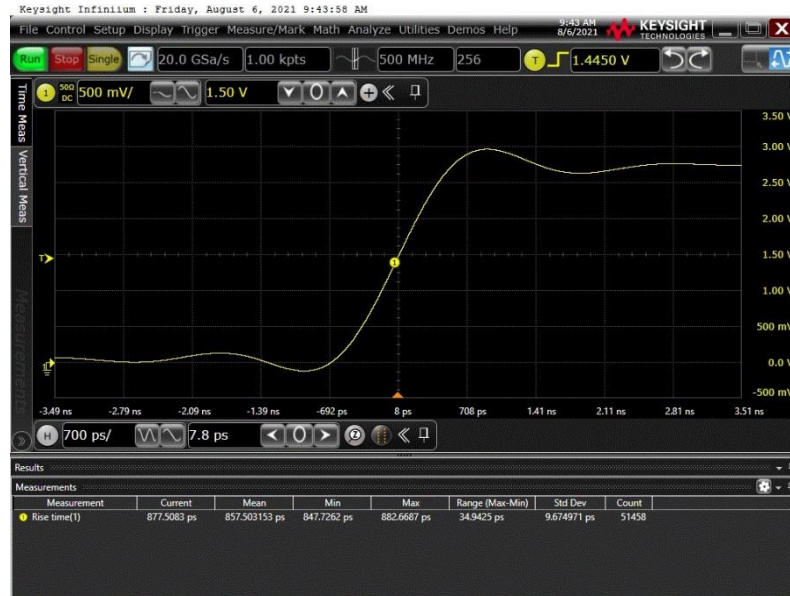 Keysight Infiniium : Friday, August 6, 2021 9:43:58 AM
File Control Setup Display Trigger Measure/Mark Math Analyze Utilities Demos Help 9:43 AM 8/6/2021 KEYSIGHT TECHNOLOGIES
Run Stop Single 20.0 GSa/s 1.00 kpts 500 MHz 256 T 1.4450 V
1 50Ω DC 500 mV/ 1.50 V 0
Time Meas
Vertical Meas
Measurements
3.50 V
3.00 V
2.50 V
2.00 V
T 1.50 V
1
1.00 V
500 mV
0.0 V
-500 mV
-3.49 ns -2.79 ns -2.09 ns -1.39 ns -692 ps 8 ps 708 ps 1.41 ns 2.11 ns 2.81 ns 3.51 ns
H 700 ps/ 7.8 ps 0
Results
Measurements
Measurement Current Mean Min Max Range (Max-Min) Std Dev Count
1 Rise time(1) 877.5083 ps 857.503153 ps 847.7262 ps 882.6687 ps 34.9425 ps 9.674971 ps 51458